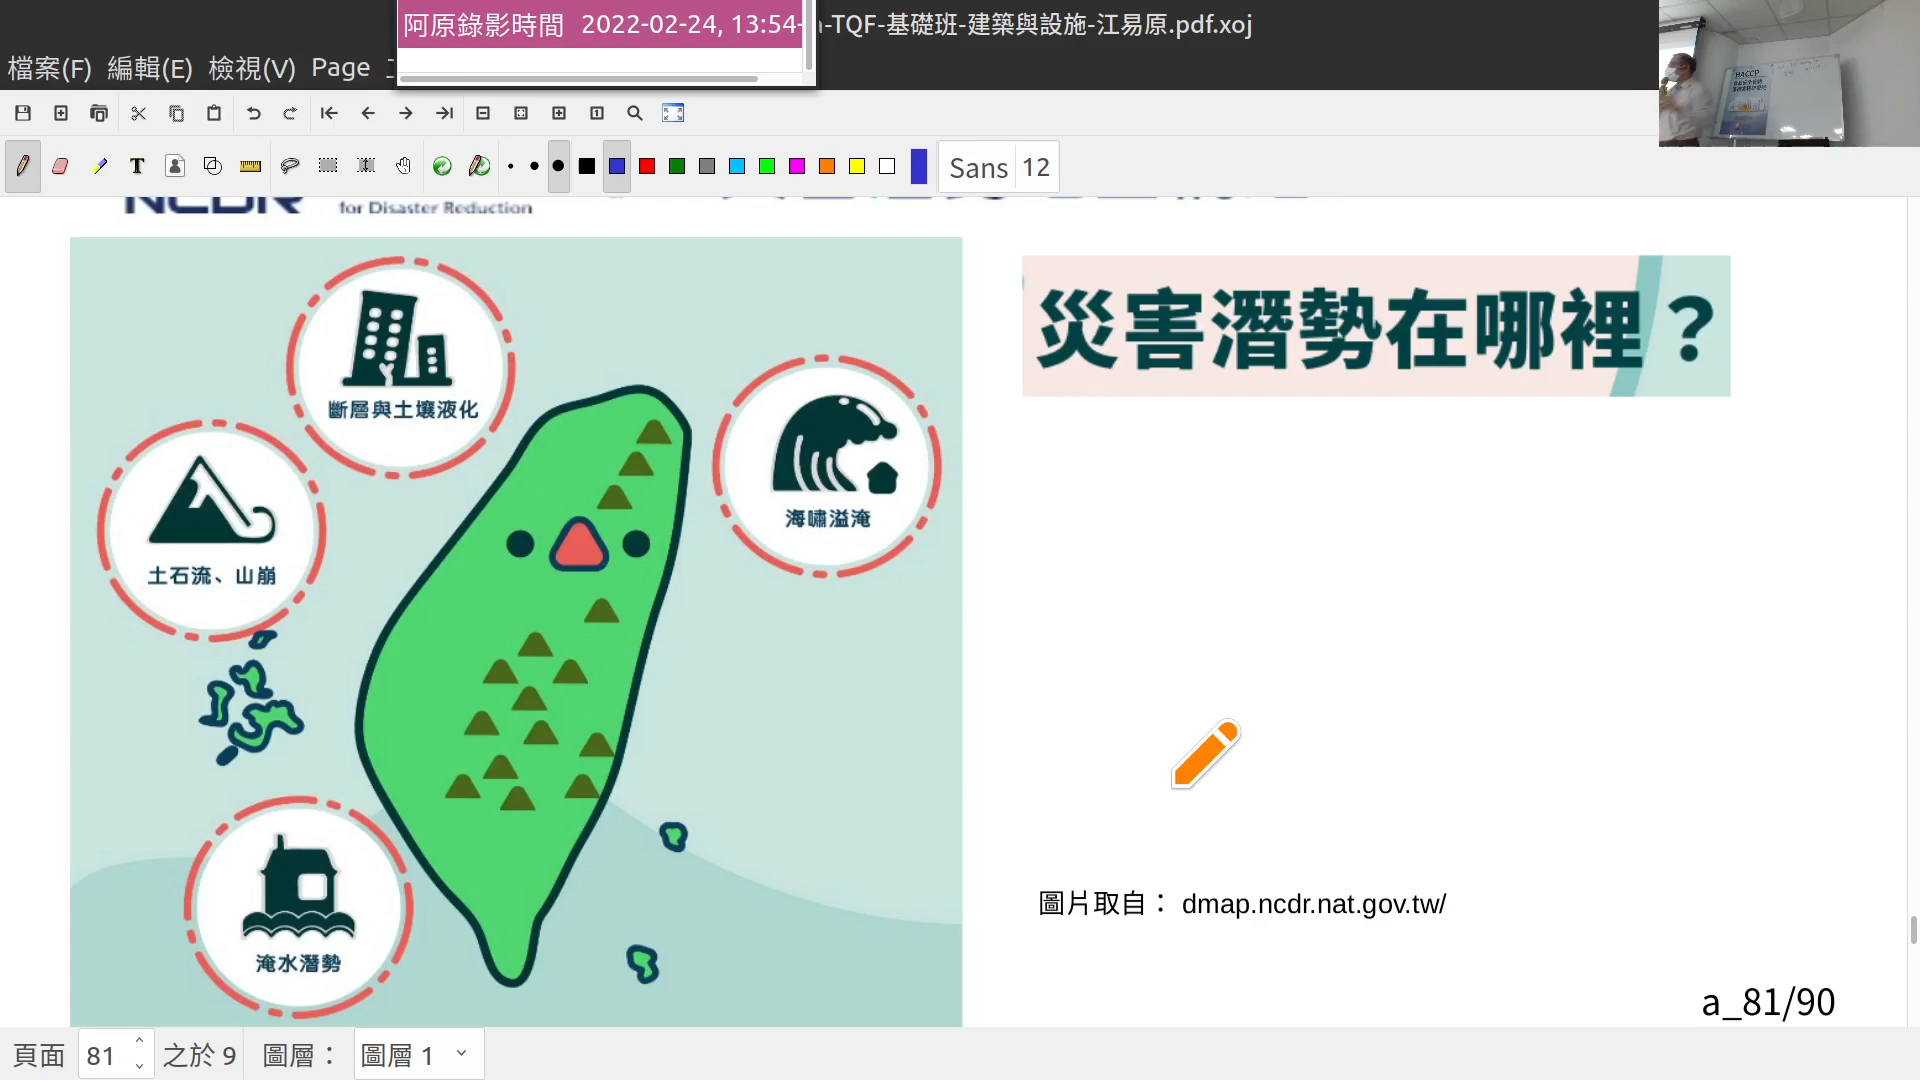 阿原錄影時間 2022-02-24, 13:54-
-TQF-基礎班-建築與設施-江易原.pdf.xoj
檔案(F) 編輯(E) 檢視(V) Page
T
Sans 12
HACCP
NCDR for Disaster Reduction
災害潛勢在哪裡？
斷層與土壤液化
海嘯溢淹
土石流、山崩
淹水潛勢
圖片取自： dmap.ncdr.nat.gov.tw/
a_81/90
頁面 81 之於 9 圖層： 圖層 1